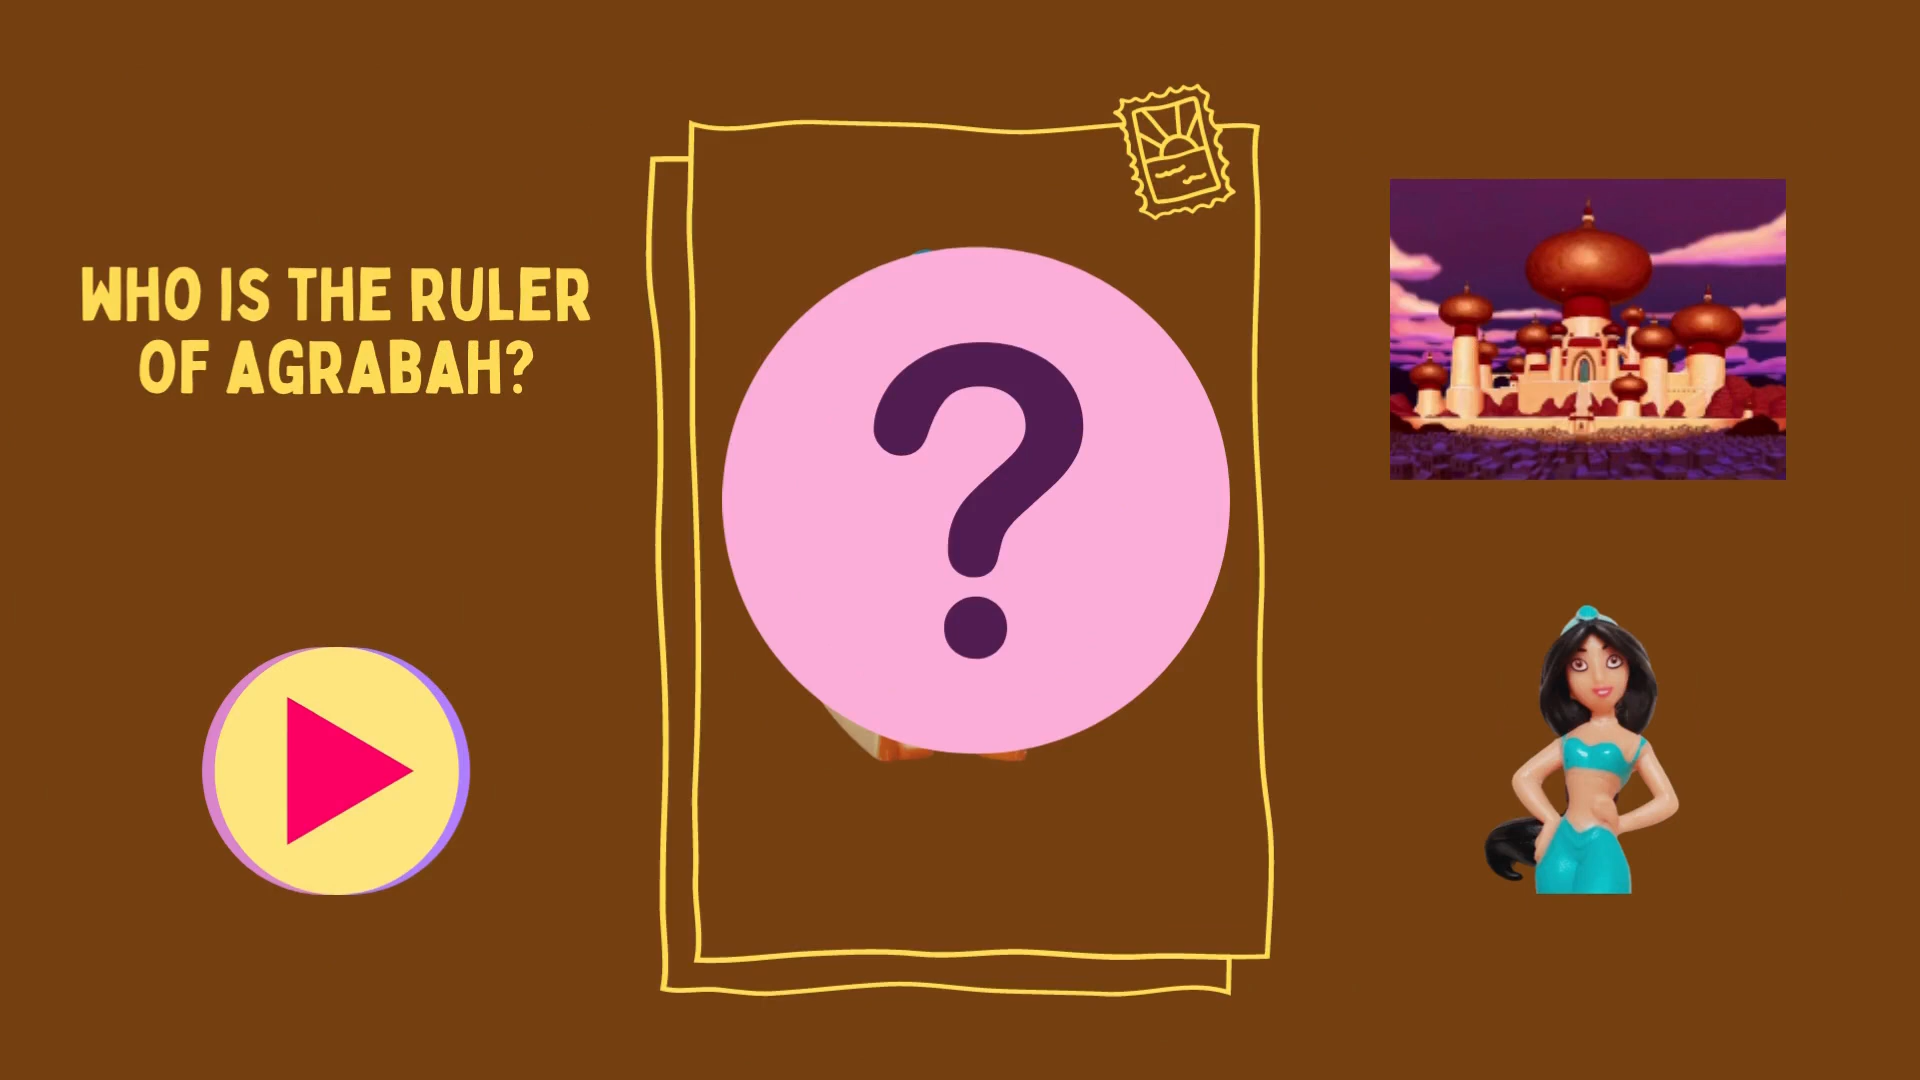 WHO IS THE RULER
OF AGRABAH?
?